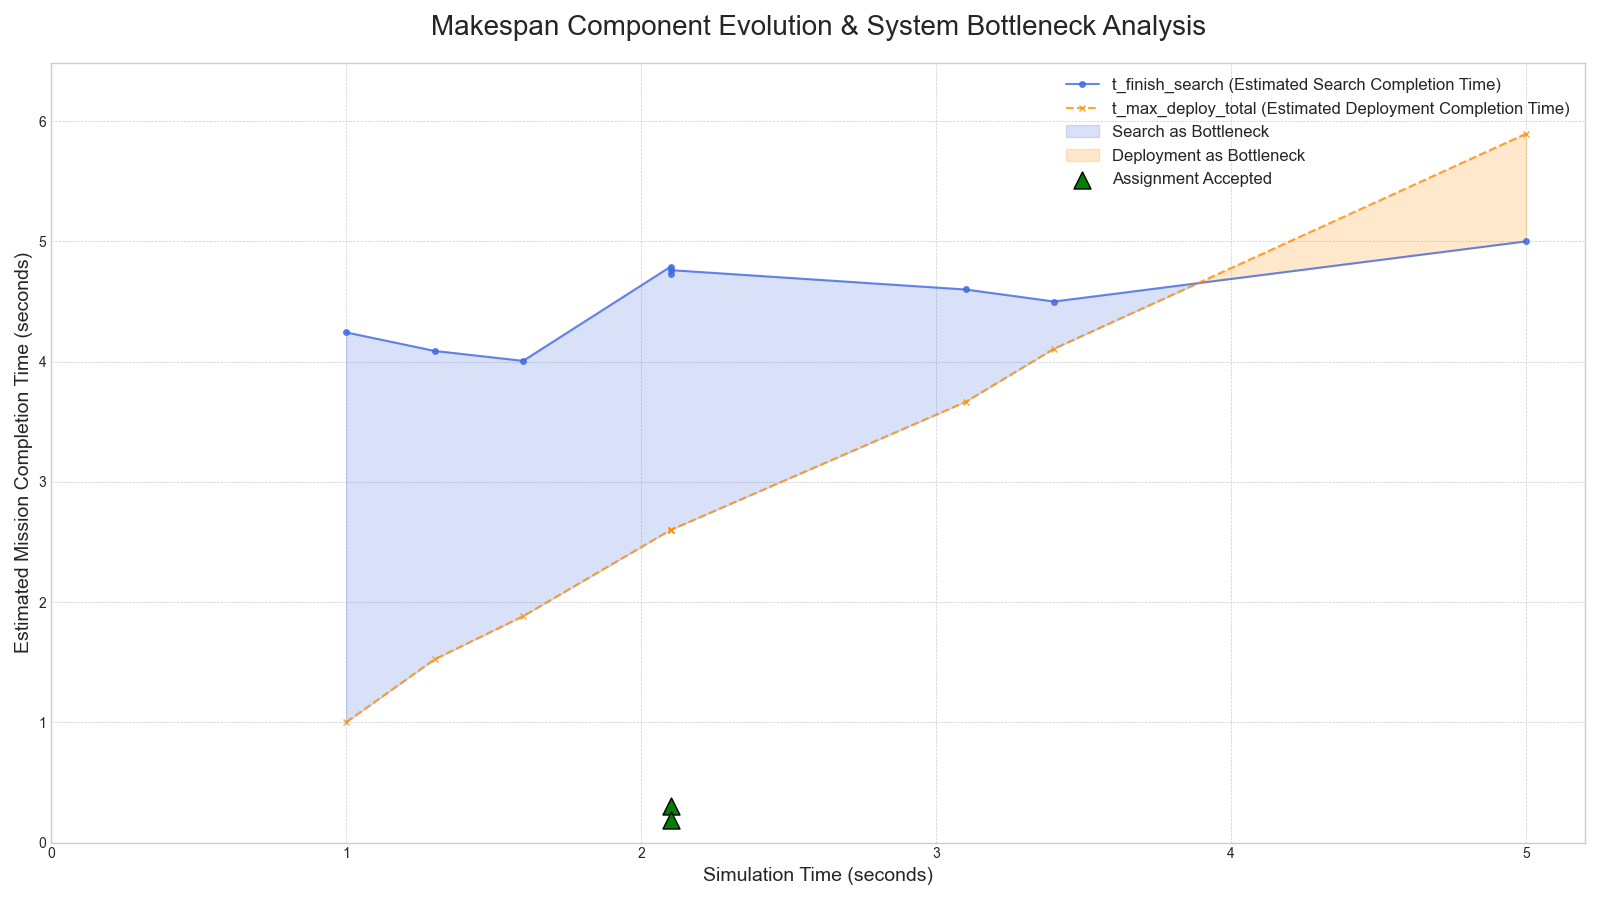 Makespan Component Evolution & System Bottleneck Analysis
t_finish_search (Estimated Search Completion Time)
t_max_deploy_total (Estimated Deployment Completion Time)
Search as Bottleneck
Deployment as Bottleneck
Assignment Accepted
Estimated Mission Completion Time (seconds)
6
5
4
3
2
1
0
0 1 2 3 4 5
Simulation Time (seconds)